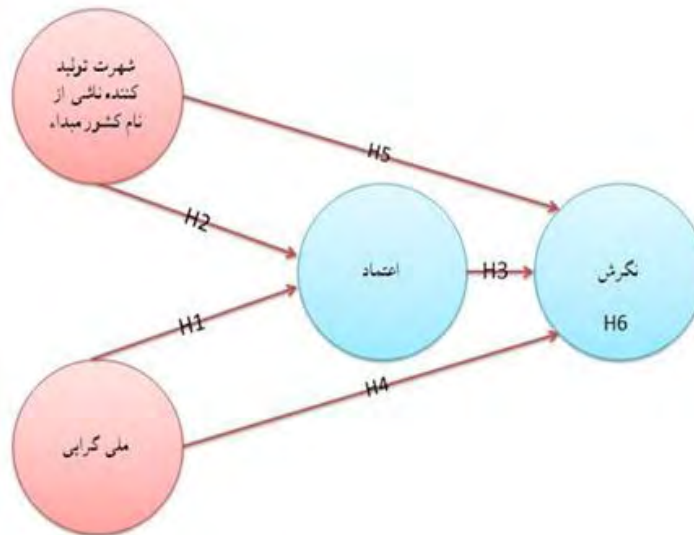 شهرت تولید
کننده ناشی از
نام کشور مبداء
H5
H2
اعتماد
H3
نگرش
H6
H1
H4
ملی گرایی